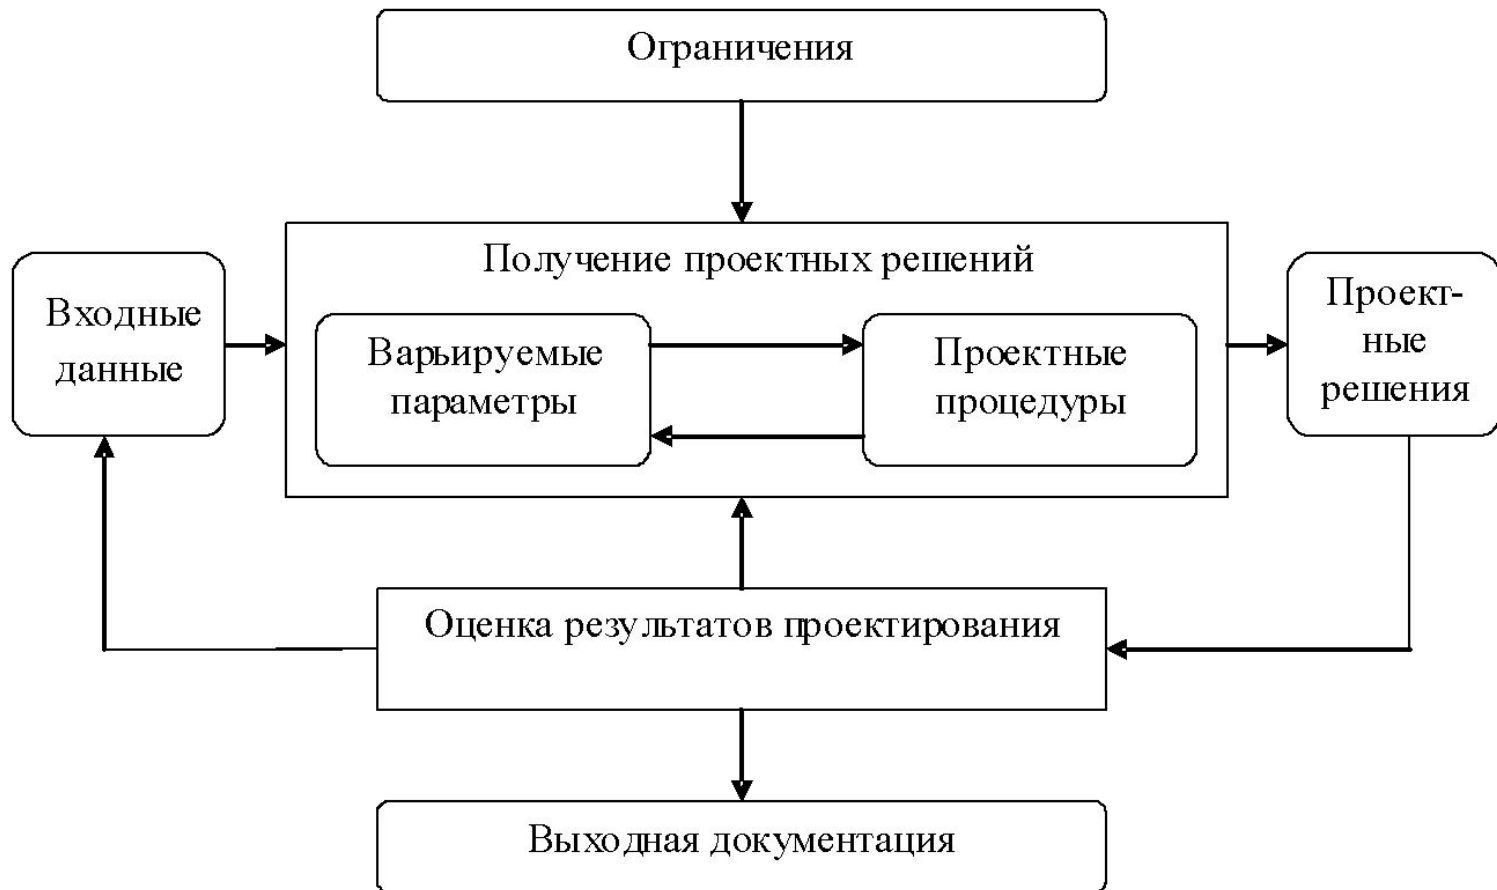 Ограничения
Получение проектных решений
Входные
данные
Варьируемые
параметры
Проектные
процедуры
Проект-
ные
решения
Оценка результатов проектирования
Выходная документация